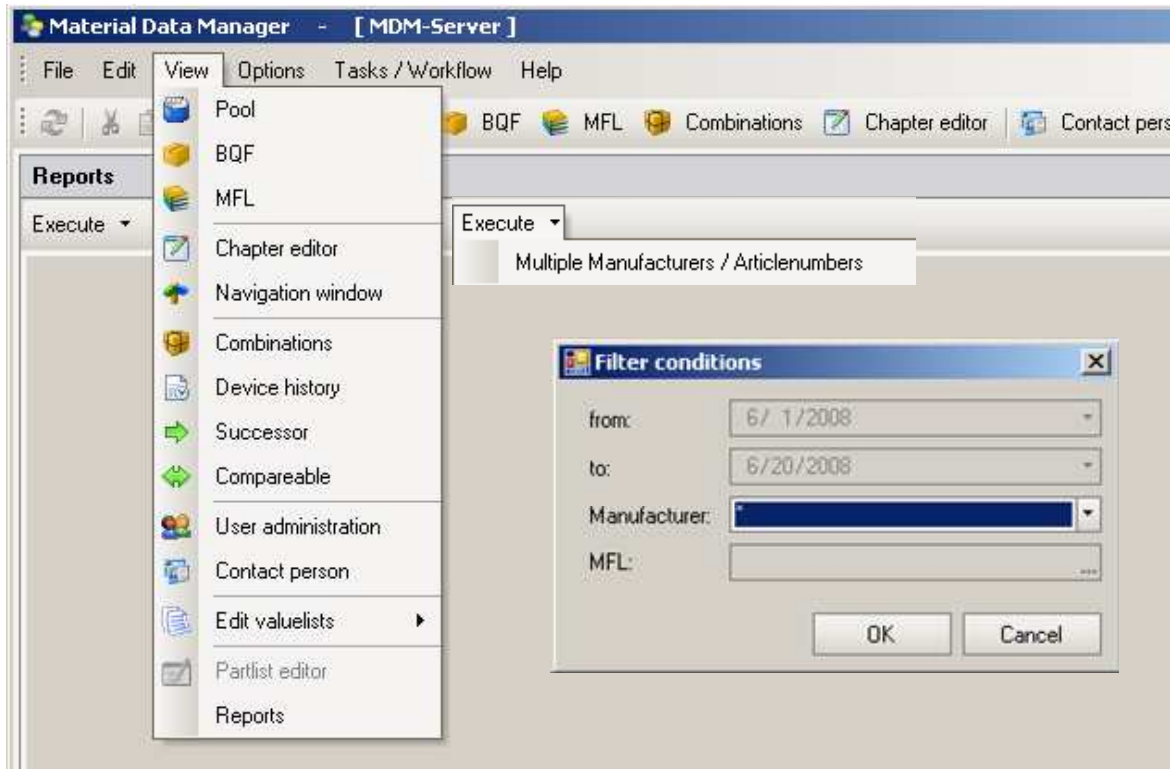 Material Data Manager - [ MDM-Server ]
File Edit View Options Tasks / Workflow Help
BQF MFL Combinations Chapter editor Contact pers
Reports
Execute
Pool
BQF
MFL
Chapter editor
Navigation window
Combinations
Device history
Successor
Compareable
User administration
Contact person
Edit valuelists
Partlist editor
Reports
Execute
Multiple Manufacturers / Articlenumbers
Filter conditions
from: 6/ 1/2008
to: 6/20/2008
Manufacturer: *
MFL: ...
OK Cancel